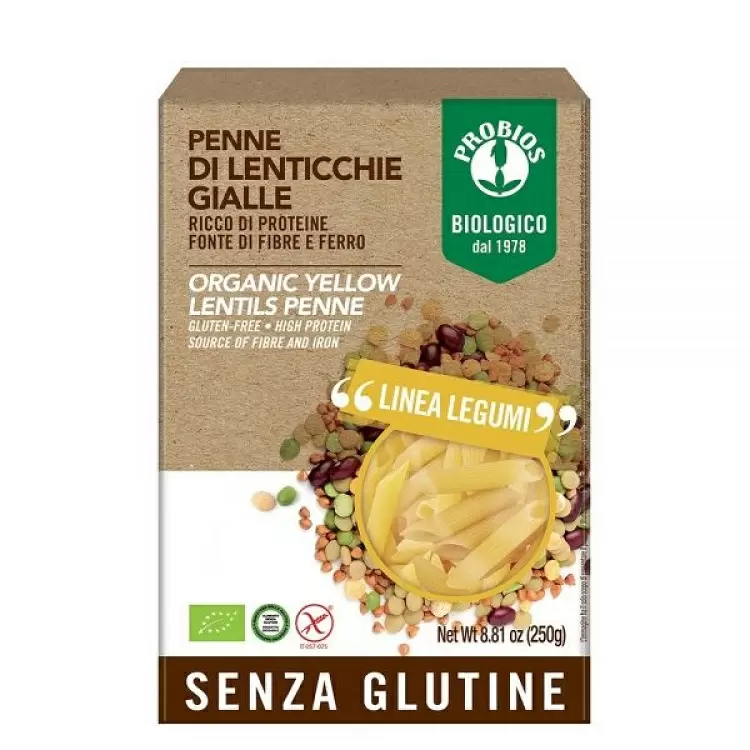 PENNE
DI LENTICCHIE
GIALLE
RICCO DI PROTEINE
FONTE DI FIBRE E FERRO
ORGANIC YELLOW
LENTILS PENNE
GLUTEN-FREE • HIGH PROTEIN
SOURCE OF FIBRE AND IRON
PROBIOS
BIOLOGICO
dal 1978
“LINEA LEGUMI”
Net Wt 8.81 oz (250g)
SENZA GLUTINE